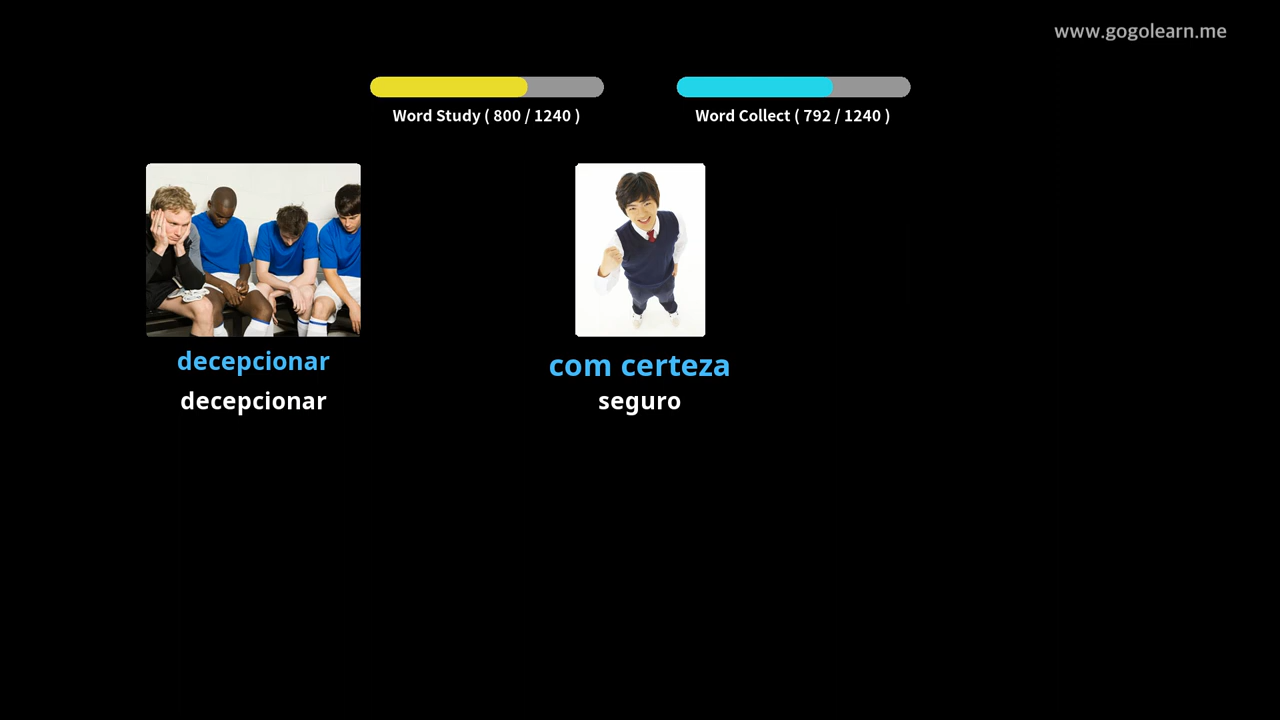 www.gogolearn.me
Word Study ( 800 / 1240 )
Word Collect ( 792 / 1240 )
decepcionar
decepcionar
com certeza
seguro